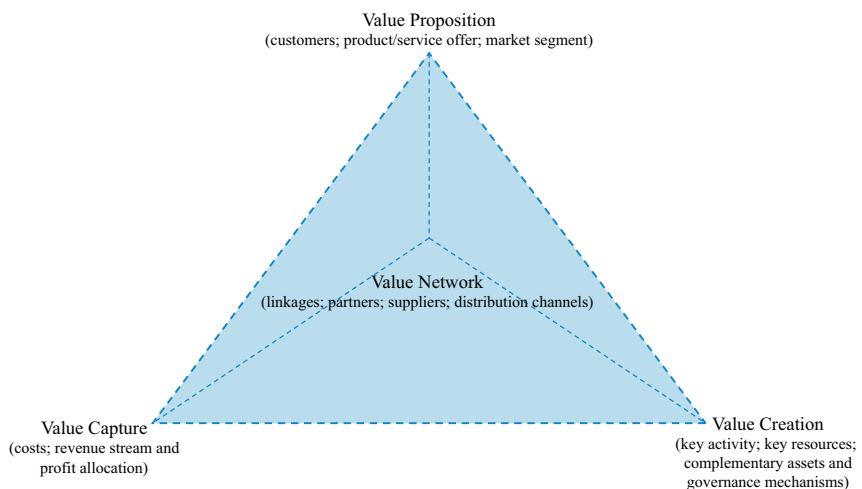 Value Proposition
(customers; product/service offer; market segment)
Value Network
(linkages; partners; suppliers; distribution channels)
Value Capture
(costs; revenue stream and
profit allocation)
Value Creation
(key activity; key resources;
complementary assets and
governance mechanisms)